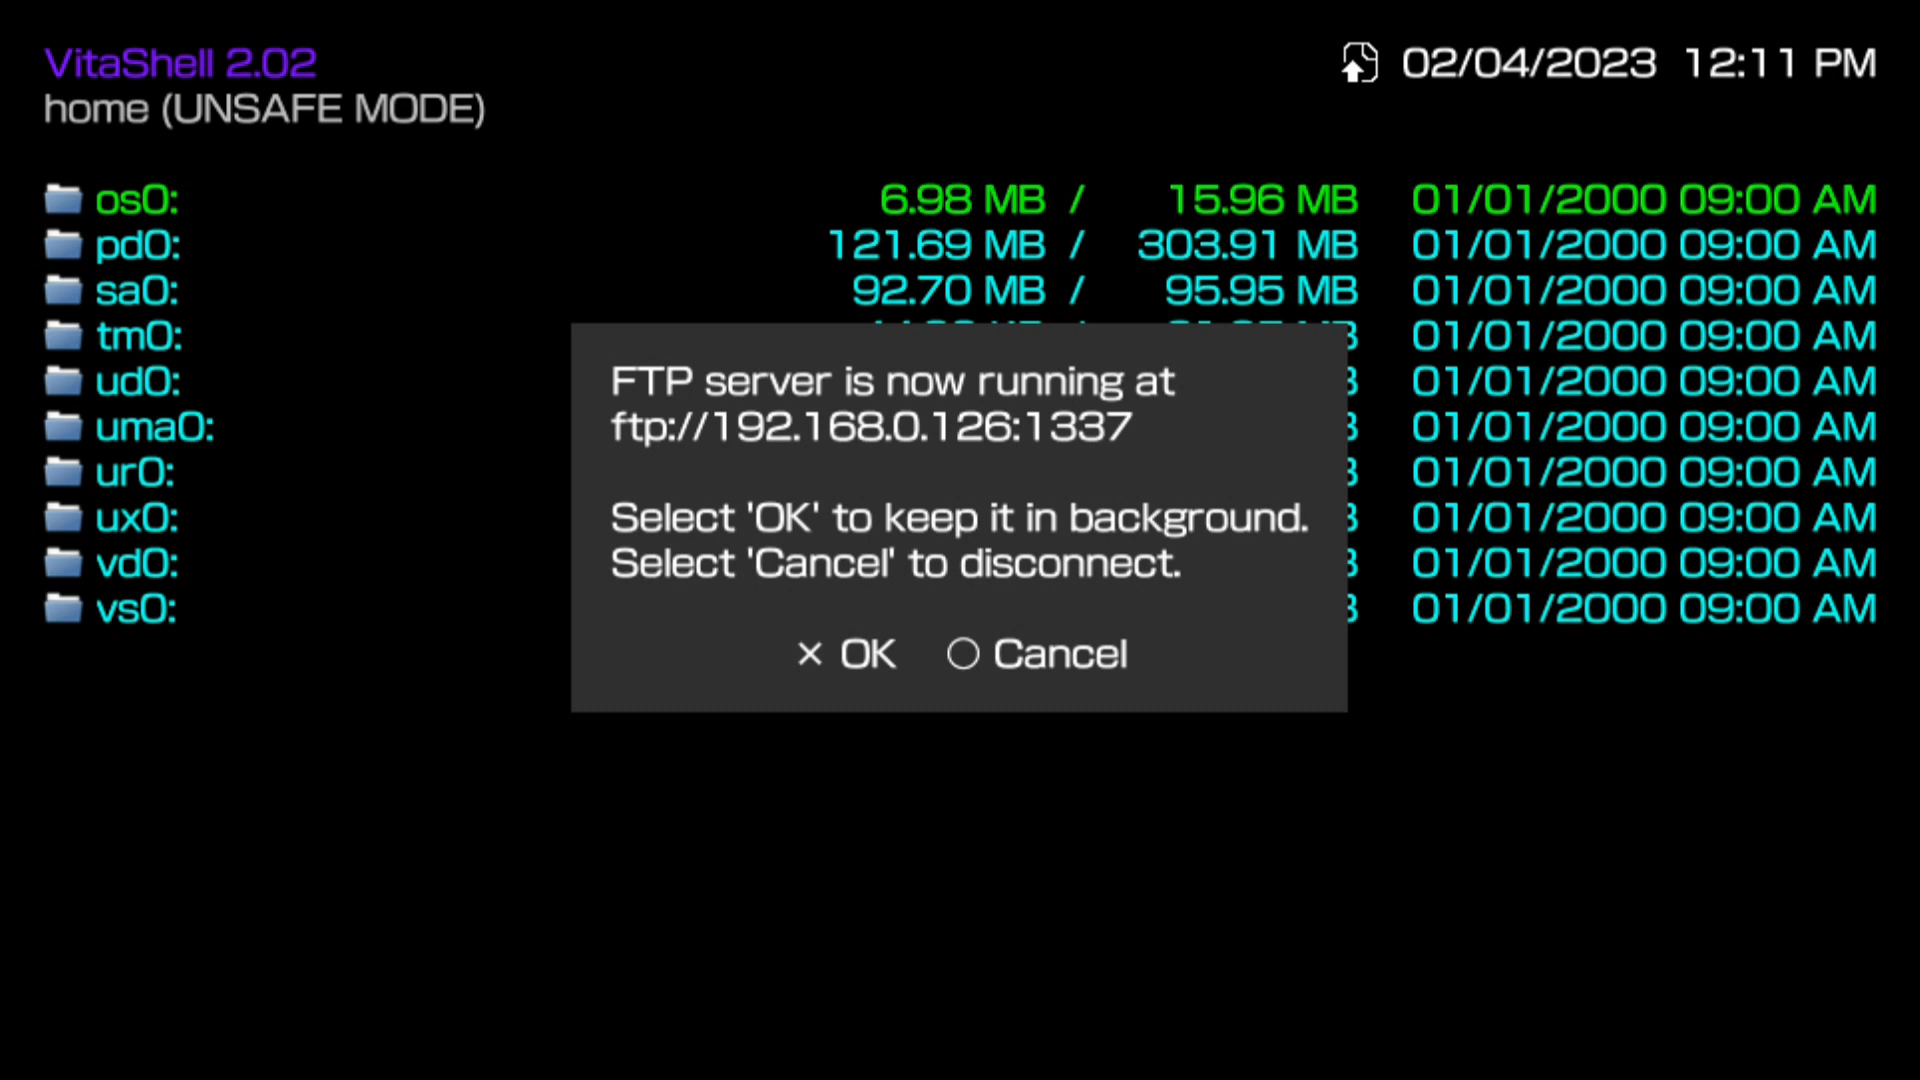 VitaShell 2.02 02/04/2023 12:11 PM
home (UNSAFE MODE)
os0: 6.98 MB / 15.96 MB 01/01/2000 09:00 AM
pd0: 121.69 MB / 303.91 MB 01/01/2000 09:00 AM
sa0: 92.70 MB / 95.95 MB 01/01/2000 09:00 AM
tm0: 01/01/2000 09:00 AM
ud0: 01/01/2000 09:00 AM
uma0: 01/01/2000 09:00 AM
ur0: 01/01/2000 09:00 AM
ux0: 01/01/2000 09:00 AM
vd0: 01/01/2000 09:00 AM
vs0: 01/01/2000 09:00 AM
FTP server is now running at
ftp://192.168.0.126:1337
Select 'OK' to keep it in background.
Select 'Cancel' to disconnect.
× OK ○ Cancel